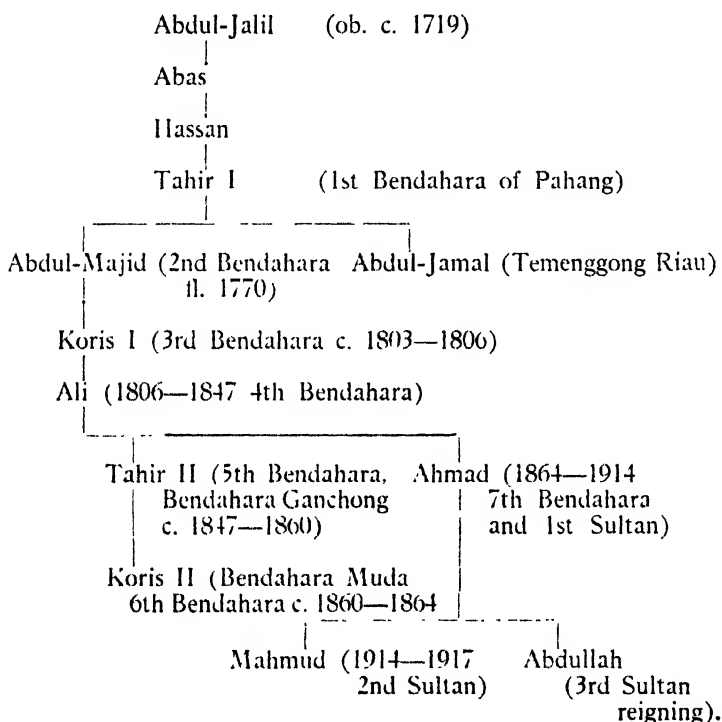 Abdul-Jalil (ob. c. 1719)
Abas
Hassan
Tahir I (1st Bendahara of Pahang)
Abdul-Majid (2nd Bendahara Abdul-Jamal (Temenggong Riau)
fl. 1770)
Koris I (3rd Bendahara c. 1803—1806)
Ali (1806—1847 4th Bendahara)
Tahir II (5th Bendahara, Ahmad (1864—1914
Bendahara Ganchong 7th Bendahara
c. 1847—1860) and 1st Sultan)
Koris II (Bendahara Muda
6th Bendahara c. 1860—1864
Mahmud (1914—1917 Abdullah
2nd Sultan) (3rd Sultan
reigning).